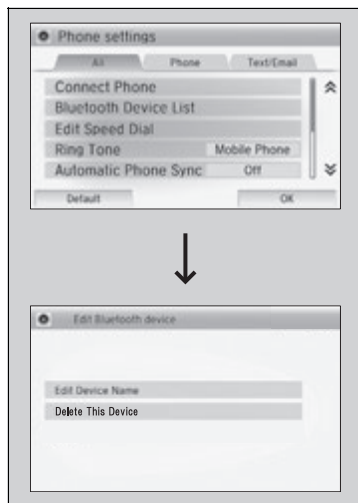 Phone settings
All Phone Text/Email
Connect Phone
Bluetooth Device List
Edit Speed Dial
Ring Tone Mobile Phone
Automatic Phone Sync Off
Default OK
Edit Bluetooth device
Edit Device Name
Delete This Device